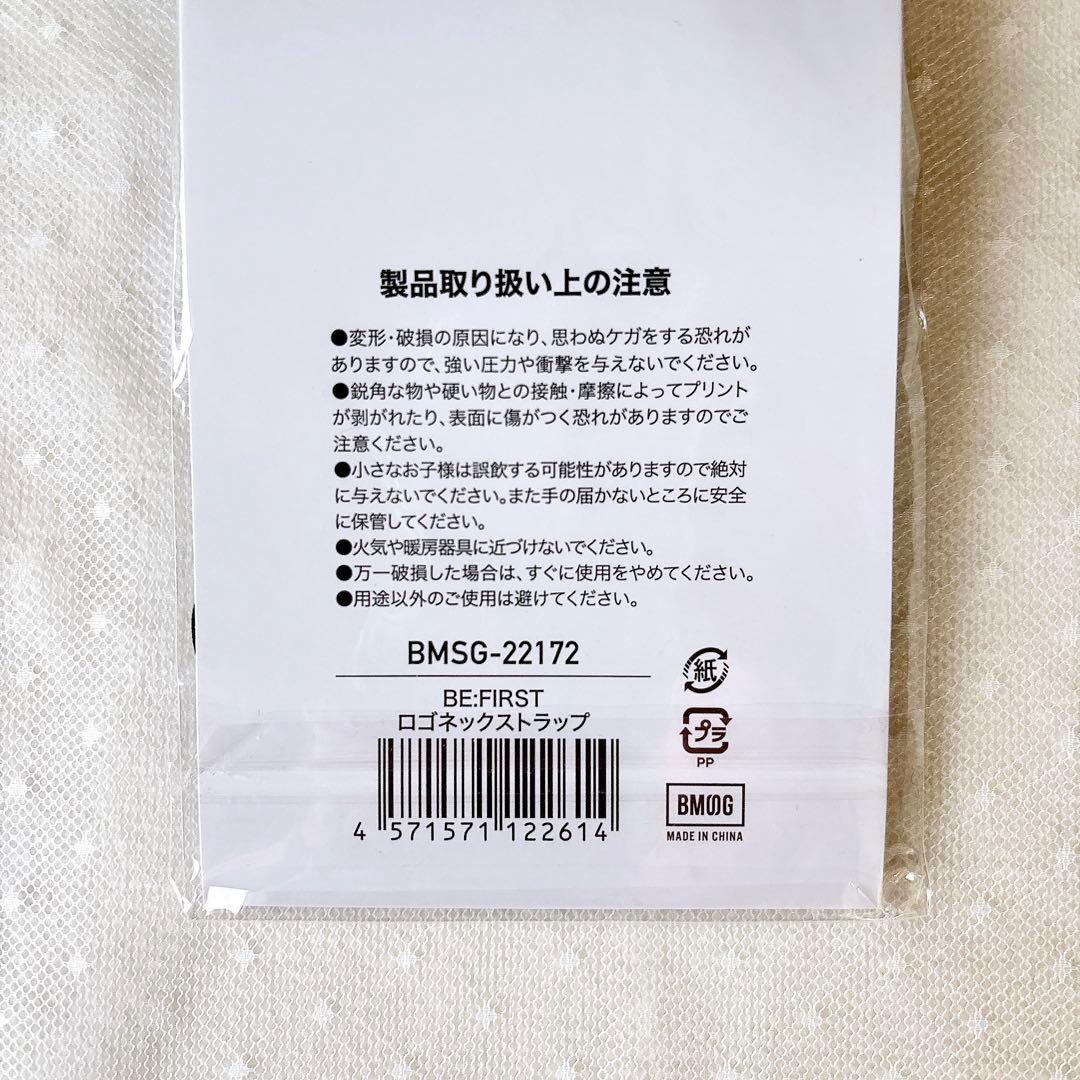 製品取り扱い上の注意
●変形・破損の原因になり、思わぬケガをする恐れが
ありますので、強い圧力や衝撃を与えないでください。
●鋭角な物や硬い物との接触・摩擦によってプリント
が剥がれたり、表面に傷がつく恐れがありますのでご
注意ください。
●小さなお子様は誤飲する可能性がありますので絶対
に与えないでください。また手の届かないところに安全
に保管してください。
●火気や暖房器具に近づけないでください。
●万一破損した場合は、すぐに使用をやめてください。
●用途以外のご使用は避けてください。
BMSG-22172
BE:FIRST
ロゴネックストラップ
4 571571 122614
紙
プラ
PP
BMSG
MADE IN CHINA